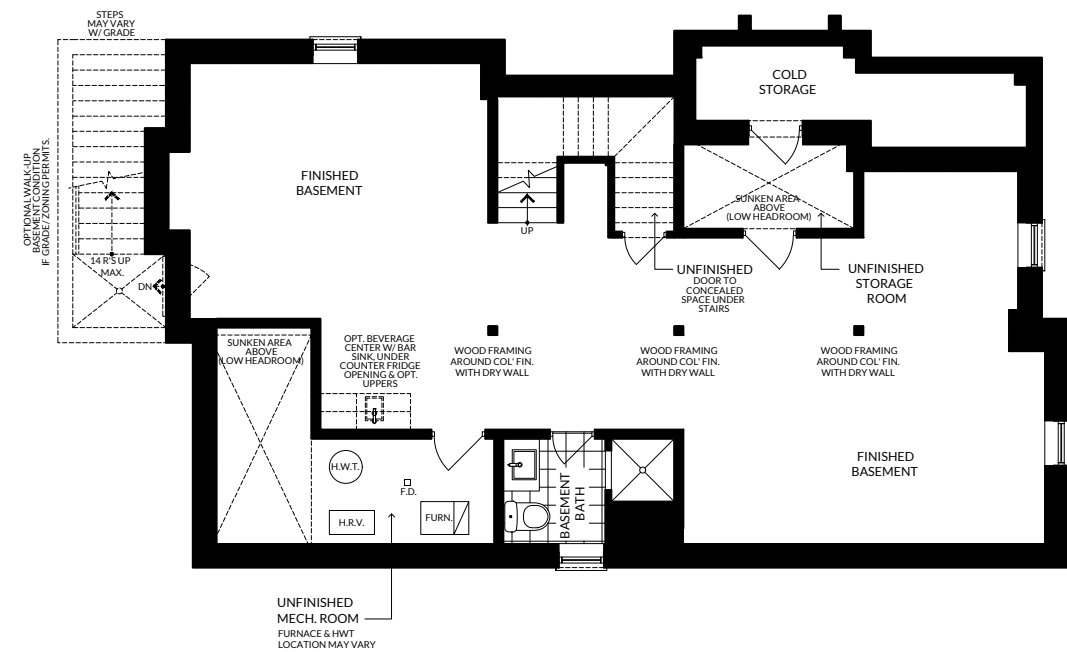 STEPS
MAY VARY
W/ GRADE
OPTIONAL WALK-UP
BASEMENT CONDITION
IF GRADE/ ZONING PERMITS.
14 R'S UP
MAX.
DN
FINISHED
BASEMENT
UP
COLD
STORAGE
SUNKEN AREA
ABOVE
(LOW HEADROOM)
UNFINISHED
DOOR TO
CONCEALED
SPACE UNDER
STAIRS
UNFINISHED
STORAGE
ROOM
SUNKEN AREA
ABOVE
(LOW HEADROOM)
OPT. BEVERAGE
CENTER W/ BAR
SINK, UNDER
COUNTER FRIDGE
OPENING & OPT.
UPPERS
WOOD FRAMING
AROUND COL' FIN.
WITH DRY WALL
WOOD FRAMING
AROUND COL' FIN.
WITH DRY WALL
WOOD FRAMING
AROUND COL' FIN.
WITH DRY WALL
H.W.T.
F.D.
H.R.V.
FURN.
BASEMENT
BATH
FINISHED
BASEMENT
UNFINISHED
MECH. ROOM
FURNACE & HWT
LOCATION MAY VARY